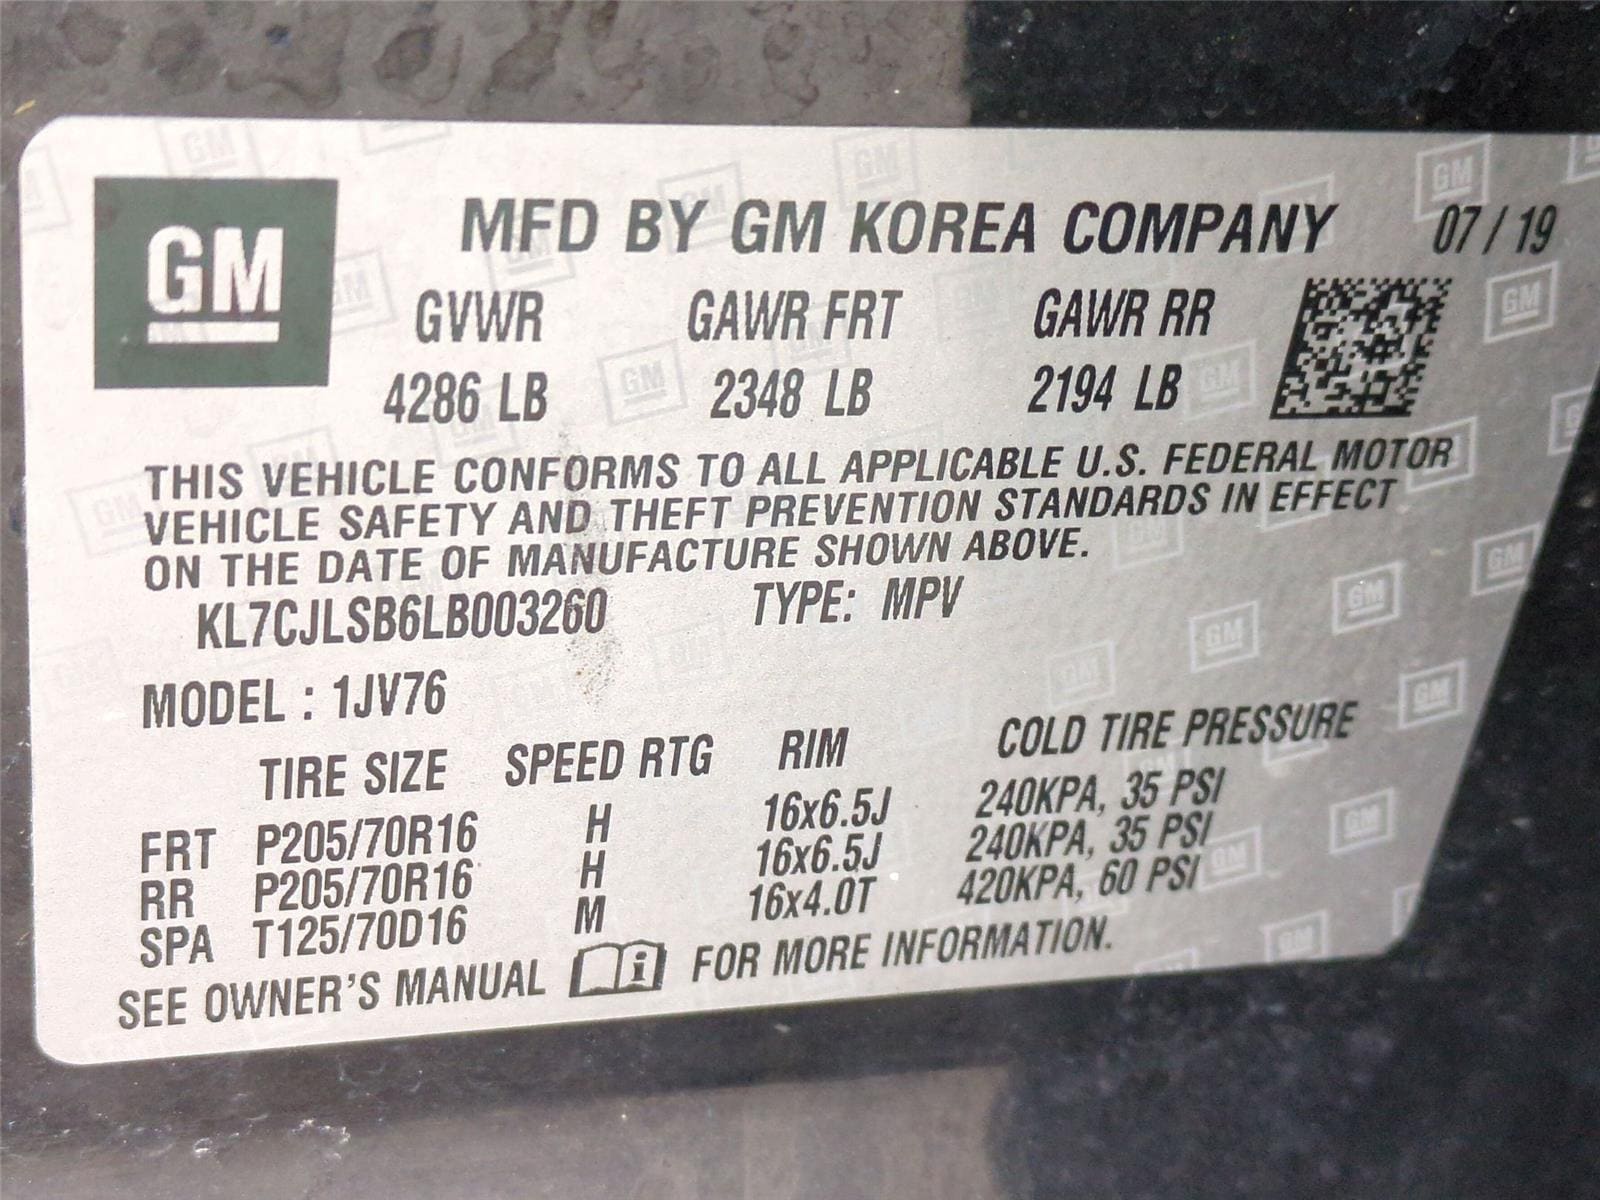 GM
MFD BY GM KOREA COMPANY 07 / 19
GVWR GAWR FRT GAWR RR
4286 LB 2348 LB 2194 LB
THIS VEHICLE CONFORMS TO ALL APPLICABLE U.S. FEDERAL MOTOR
VEHICLE SAFETY AND THEFT PREVENTION STANDARDS IN EFFECT
ON THE DATE OF MANUFACTURE SHOWN ABOVE.
KL7CJLSB6LB003260 TYPE: MPV
MODEL : 1JV76
TIRE SIZE SPEED RTG RIM COLD TIRE PRESSURE
FRT P205/70R16 H 16x6.5J 240KPA, 35 PSI
RR P205/70R16 H 16x6.5J 240KPA, 35 PSI
SPA T125/70D16 M 16x4.0T 420KPA, 60 PSI
SEE OWNER'S MANUAL i FOR MORE INFORMATION.